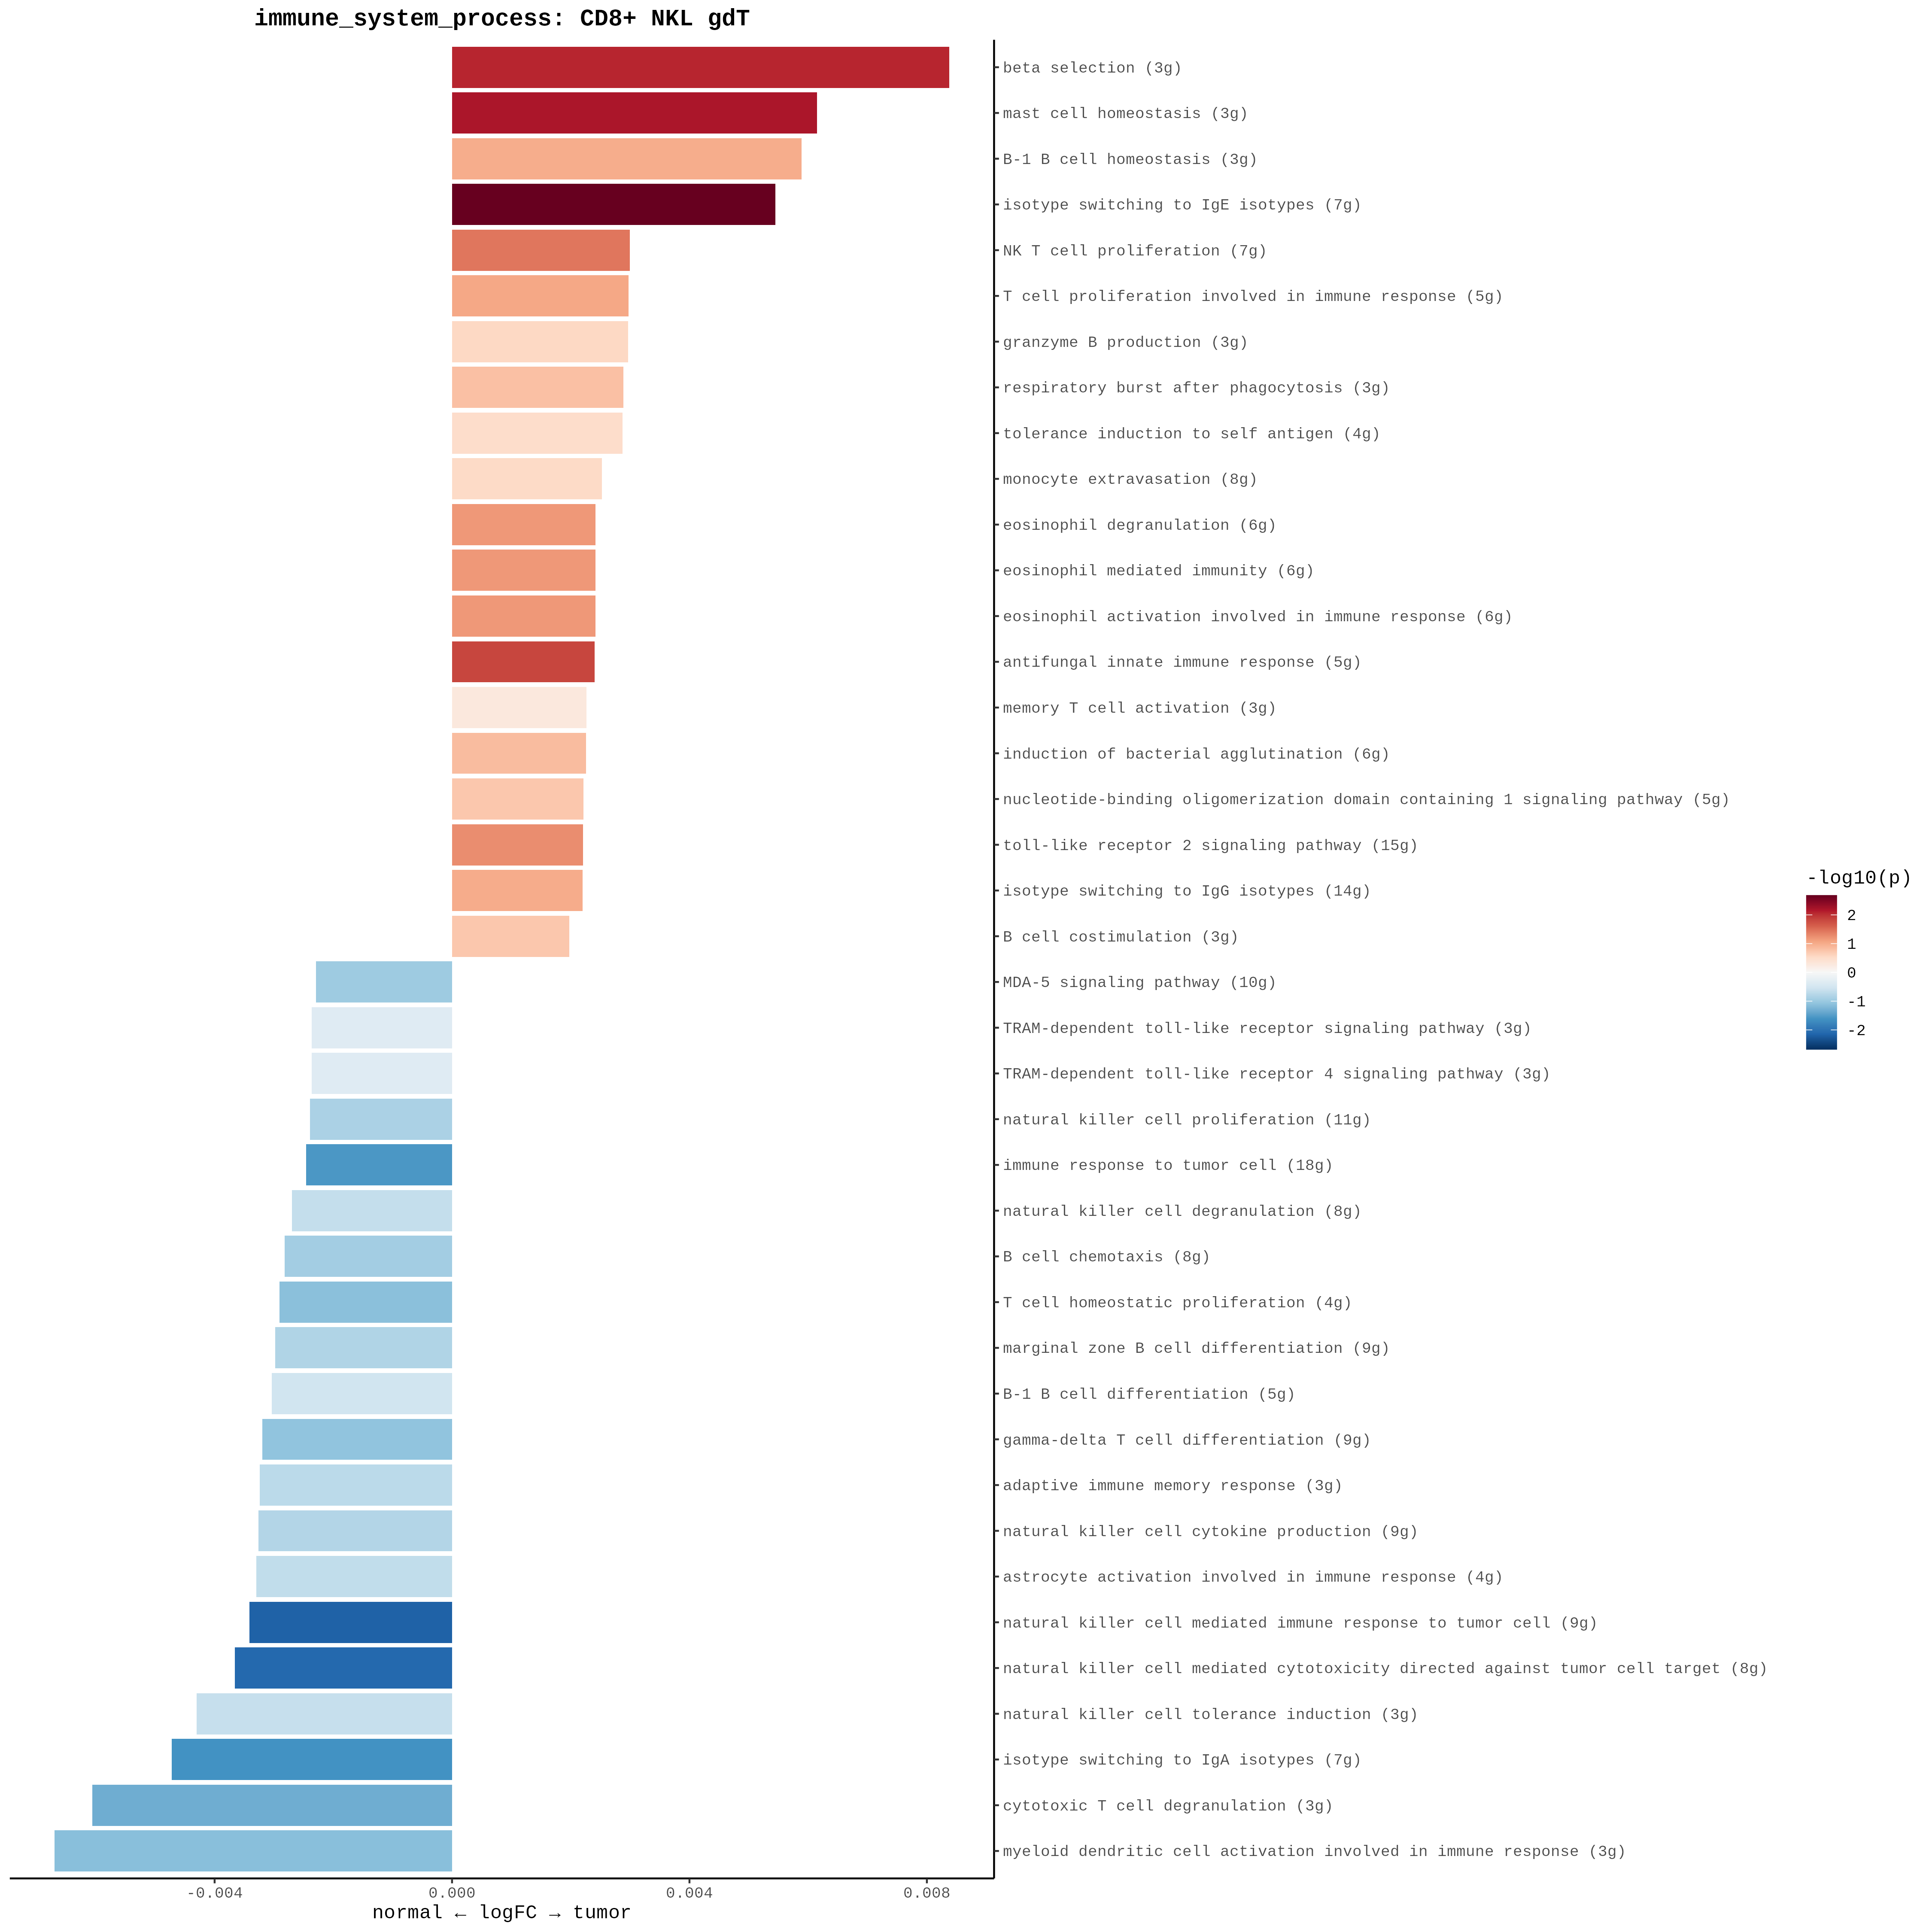 immune_system_process: CD8+ NKL gdT
beta selection (3g)
mast cell homeostasis (3g)
B-1 B cell homeostasis (3g)
isotype switching to IgE isotypes (7g)
NK T cell proliferation (7g)
T cell proliferation involved in immune response (5g)
granzyme B production (3g)
respiratory burst after phagocytosis (3g)
tolerance induction to self antigen (4g)
monocyte extravasation (8g)
eosinophil degranulation (6g)
eosinophil mediated immunity (6g)
eosinophil activation involved in immune response (6g)
antifungal innate immune response (5g)
memory T cell activation (3g)
induction of bacterial agglutination (6g)
nucleotide-binding oligomerization domain containing 1 signaling pathway (5g)
toll-like receptor 2 signaling pathway (15g)
isotype switching to IgG isotypes (14g)
B cell costimulation (3g)
MDA-5 signaling pathway (10g)
TRAM-dependent toll-like receptor signaling pathway (3g)
TRAM-dependent toll-like receptor 4 signaling pathway (3g)
natural killer cell proliferation (11g)
immune response to tumor cell (18g)
natural killer cell degranulation (8g)
B cell chemotaxis (8g)
T cell homeostatic proliferation (4g)
marginal zone B cell differentiation (9g)
B-1 B cell differentiation (5g)
gamma-delta T cell differentiation (9g)
adaptive immune memory response (3g)
natural killer cell cytokine production (9g)
astrocyte activation involved in immune response (4g)
natural killer cell mediated immune response to tumor cell (9g)
natural killer cell mediated cytotoxicity directed against tumor cell target (8g)
natural killer cell tolerance induction (3g)
isotype switching to IgA isotypes (7g)
cytotoxic T cell degranulation (3g)
myeloid dendritic cell activation involved in immune response (3g)
-0.004 0.000 0.004 0.008
normal ← logFC → tumor
-log10(p)
2
1
0
-1
-2